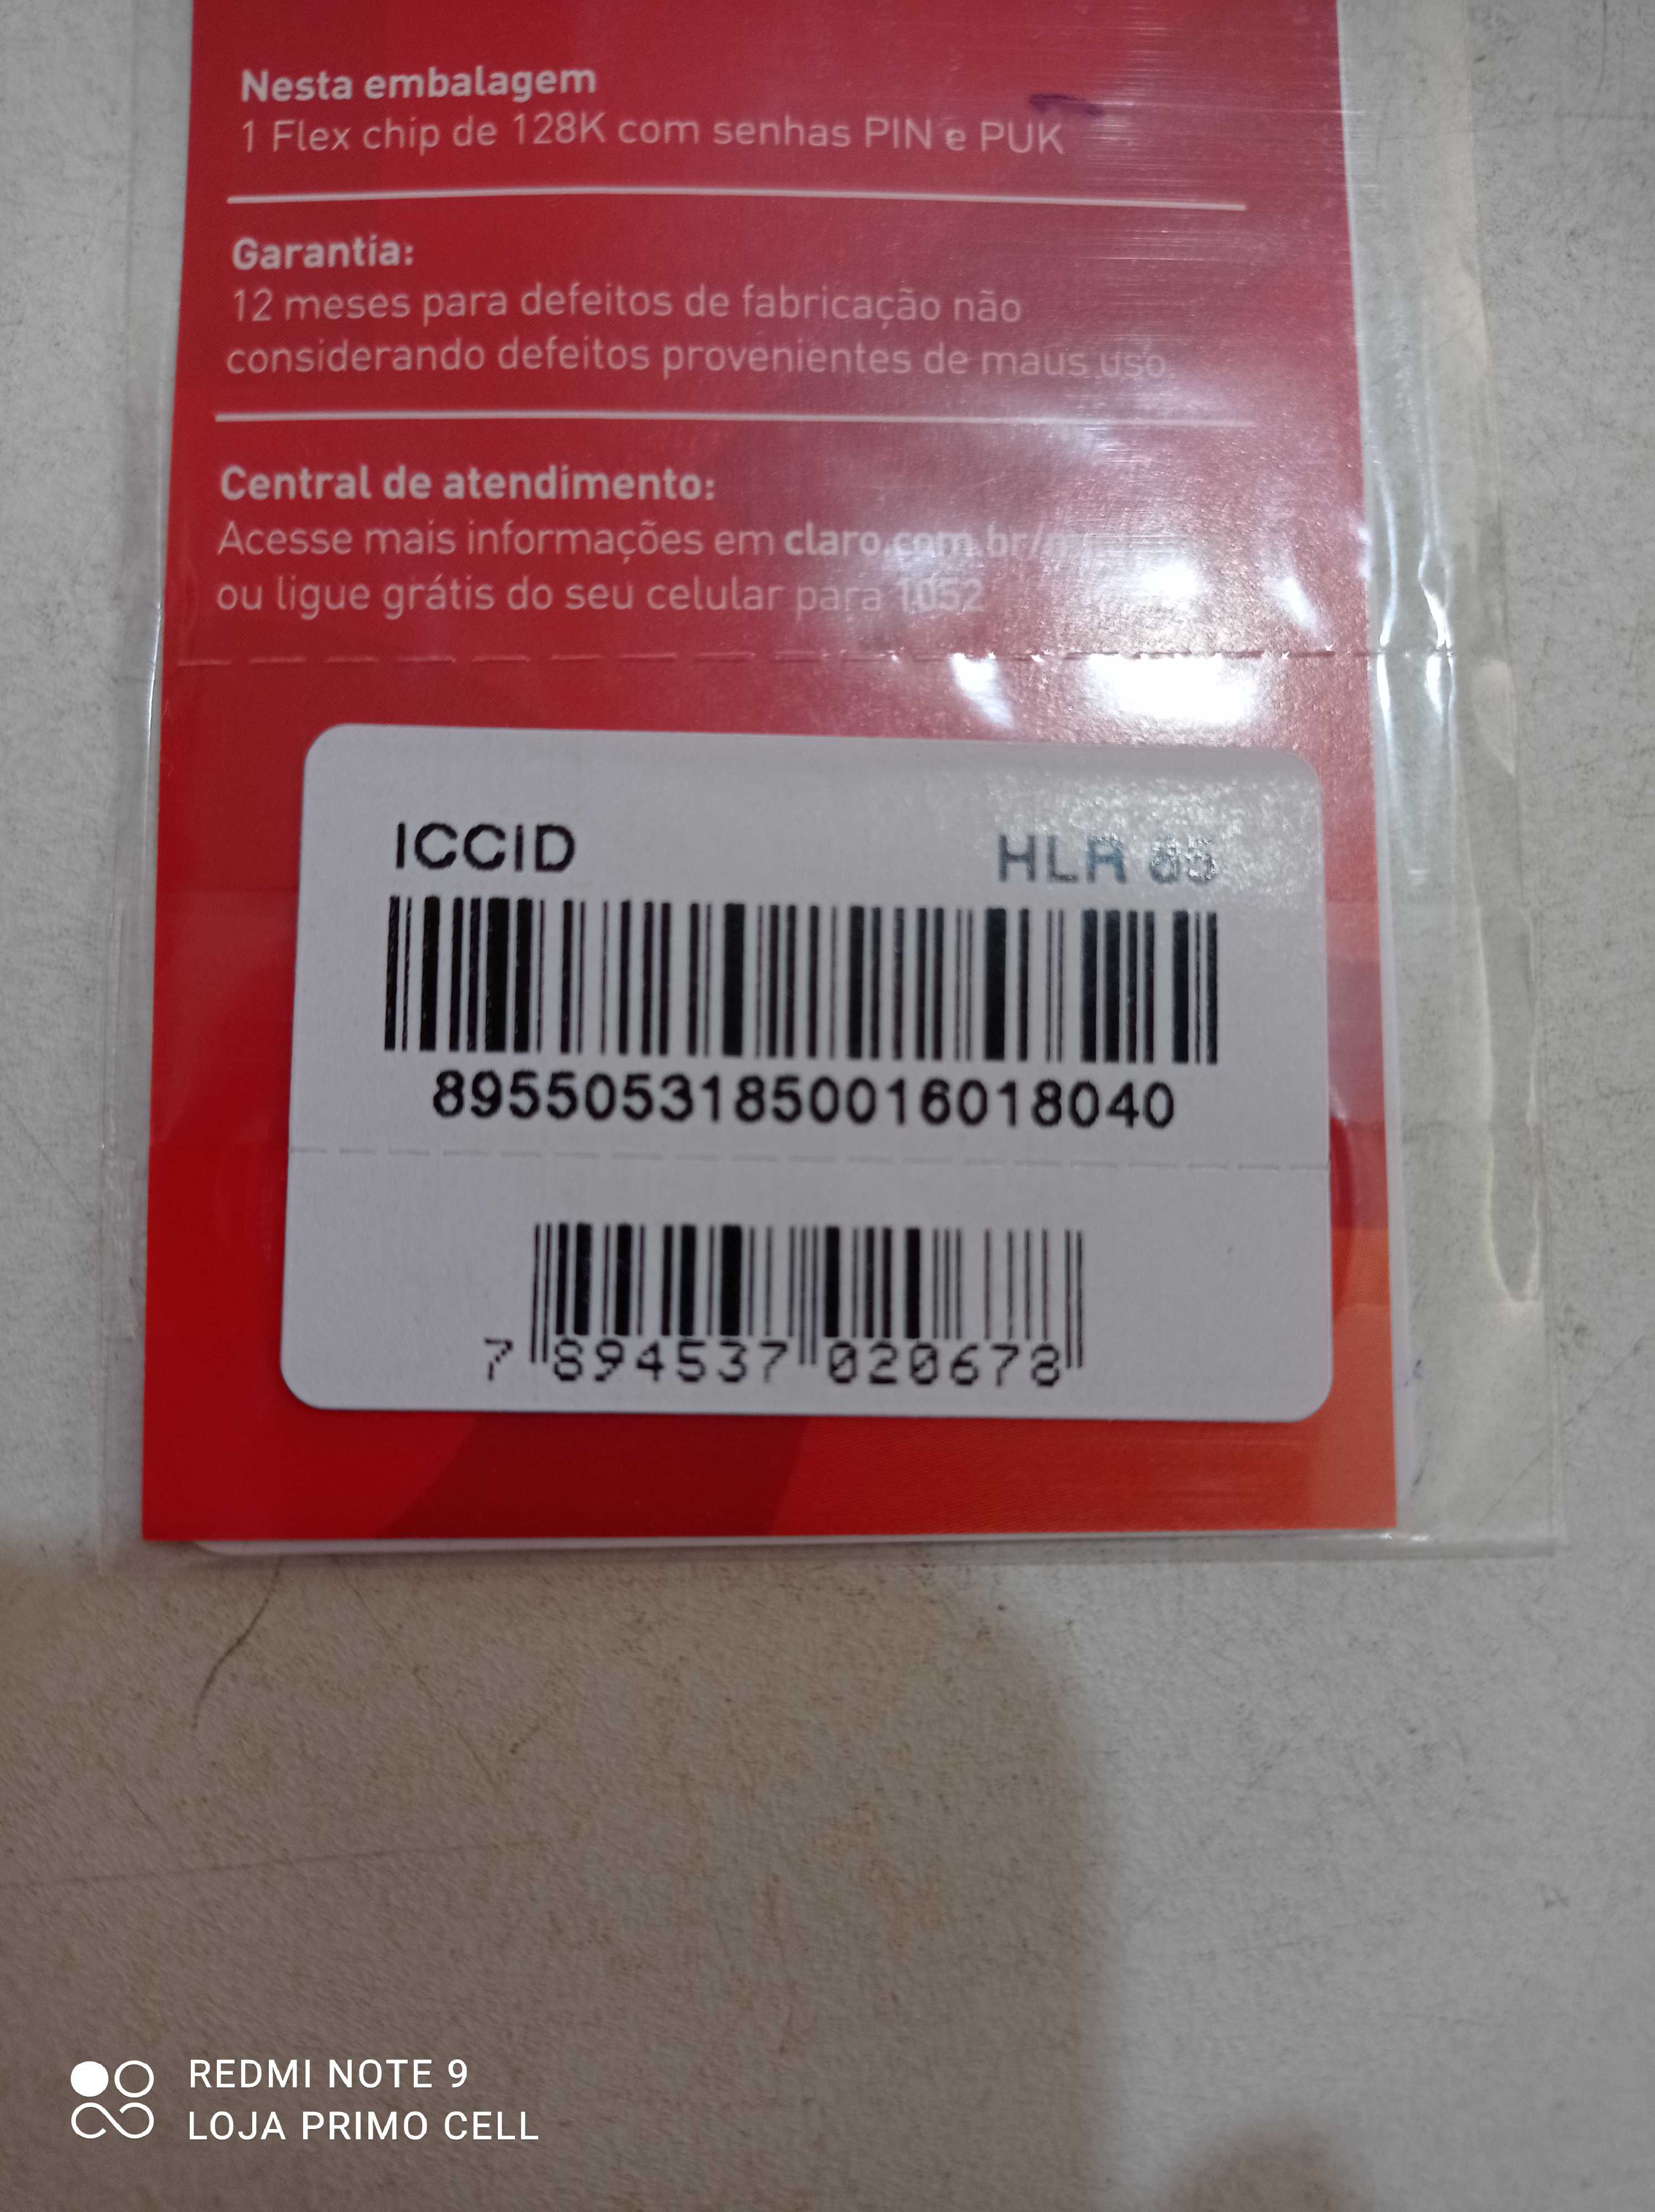 Nesta embalagem
1 Flex chip de 128K com senhas PIN e PUK
Garantia:
12 meses para defeitos de fabricação não
considerando defeitos provenientes de maus uso
Central de atendimento:
Acesse mais informações em claro.com.br/
ou ligue grátis do seu celular para 1052
ICCID HLR 85
89550531850016018040
7 894537 020678
REDMI NOTE 9
LOJA PRIMO CELL